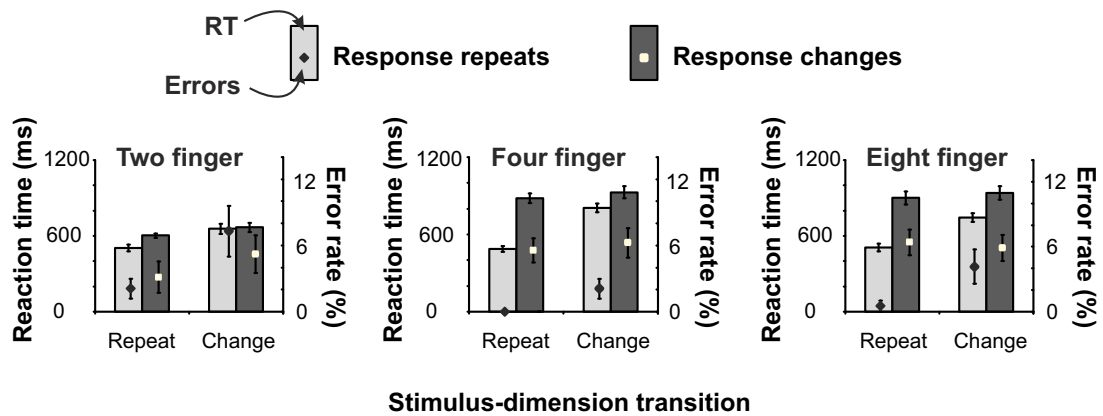 RT
Errors
Response repeats
Response changes
Reaction time (ms)
1200
600
0
Two finger
Repeat
Change
12
6
0
Error rate (%)
Reaction time (ms)
1200
600
0
Four finger
Repeat
Change
12
6
0
Error rate (%)
Reaction time (ms)
1200
600
0
Eight finger
Repeat
Change
12
6
0
Error rate (%)
Stimulus-dimension transition